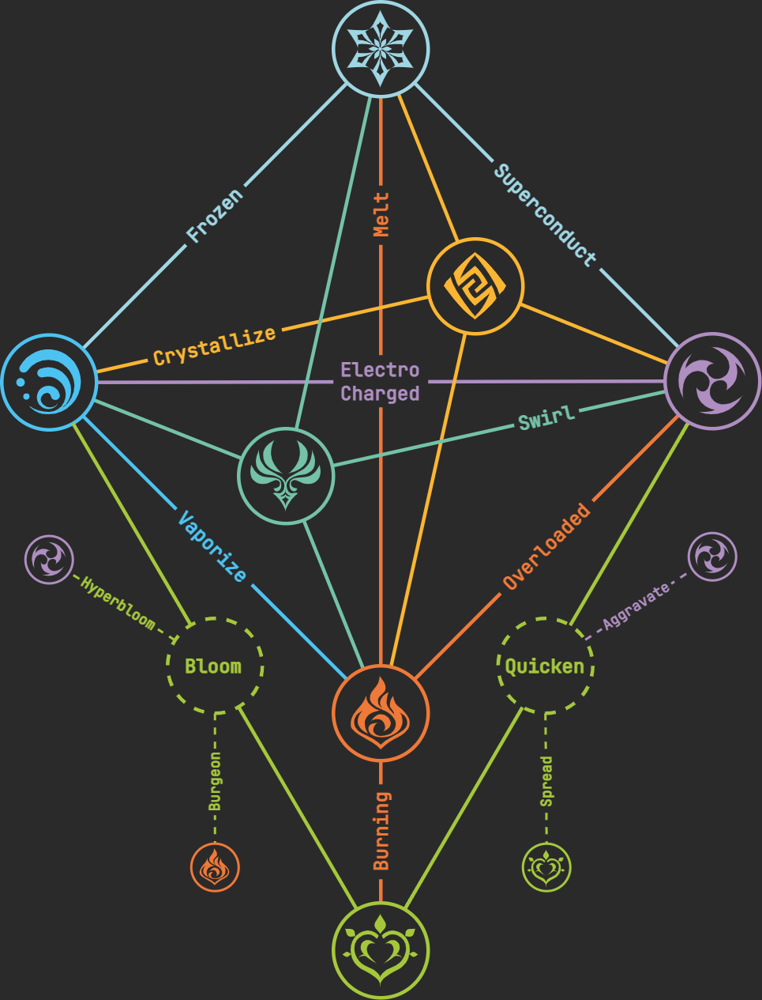 Melt
Frozen
Superconduct
Crystallize
Electro
Charged
Swirl
Vaporize
Overloaded
Hyperbloom
Aggravate
Bloom
Quicken
Burgeon
Spread
Burning